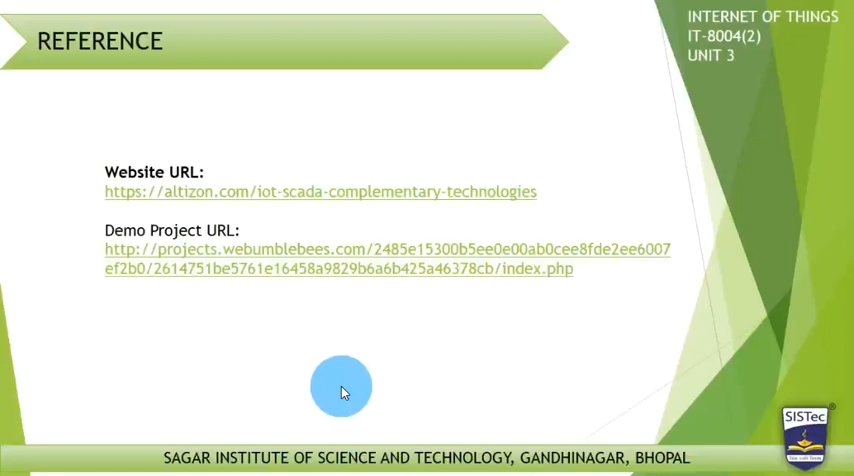 REFERENCE
INTERNET OF THINGS
IT-8004(2)
UNIT 3
Website URL:
https://altizon.com/iot-scada-complementary-technologies
Demo Project URL:
http://projects.webumblebees.com/2485e15300b5ee0e00ab0cee8fde2ee6007
ef2b0/2614751be5761e16458a9829b6a6b425a46378cb/index.php
SISTec
®
SAGAR INSTITUTE OF SCIENCE AND TECHNOLOGY, GANDHINAGAR, BHOPAL